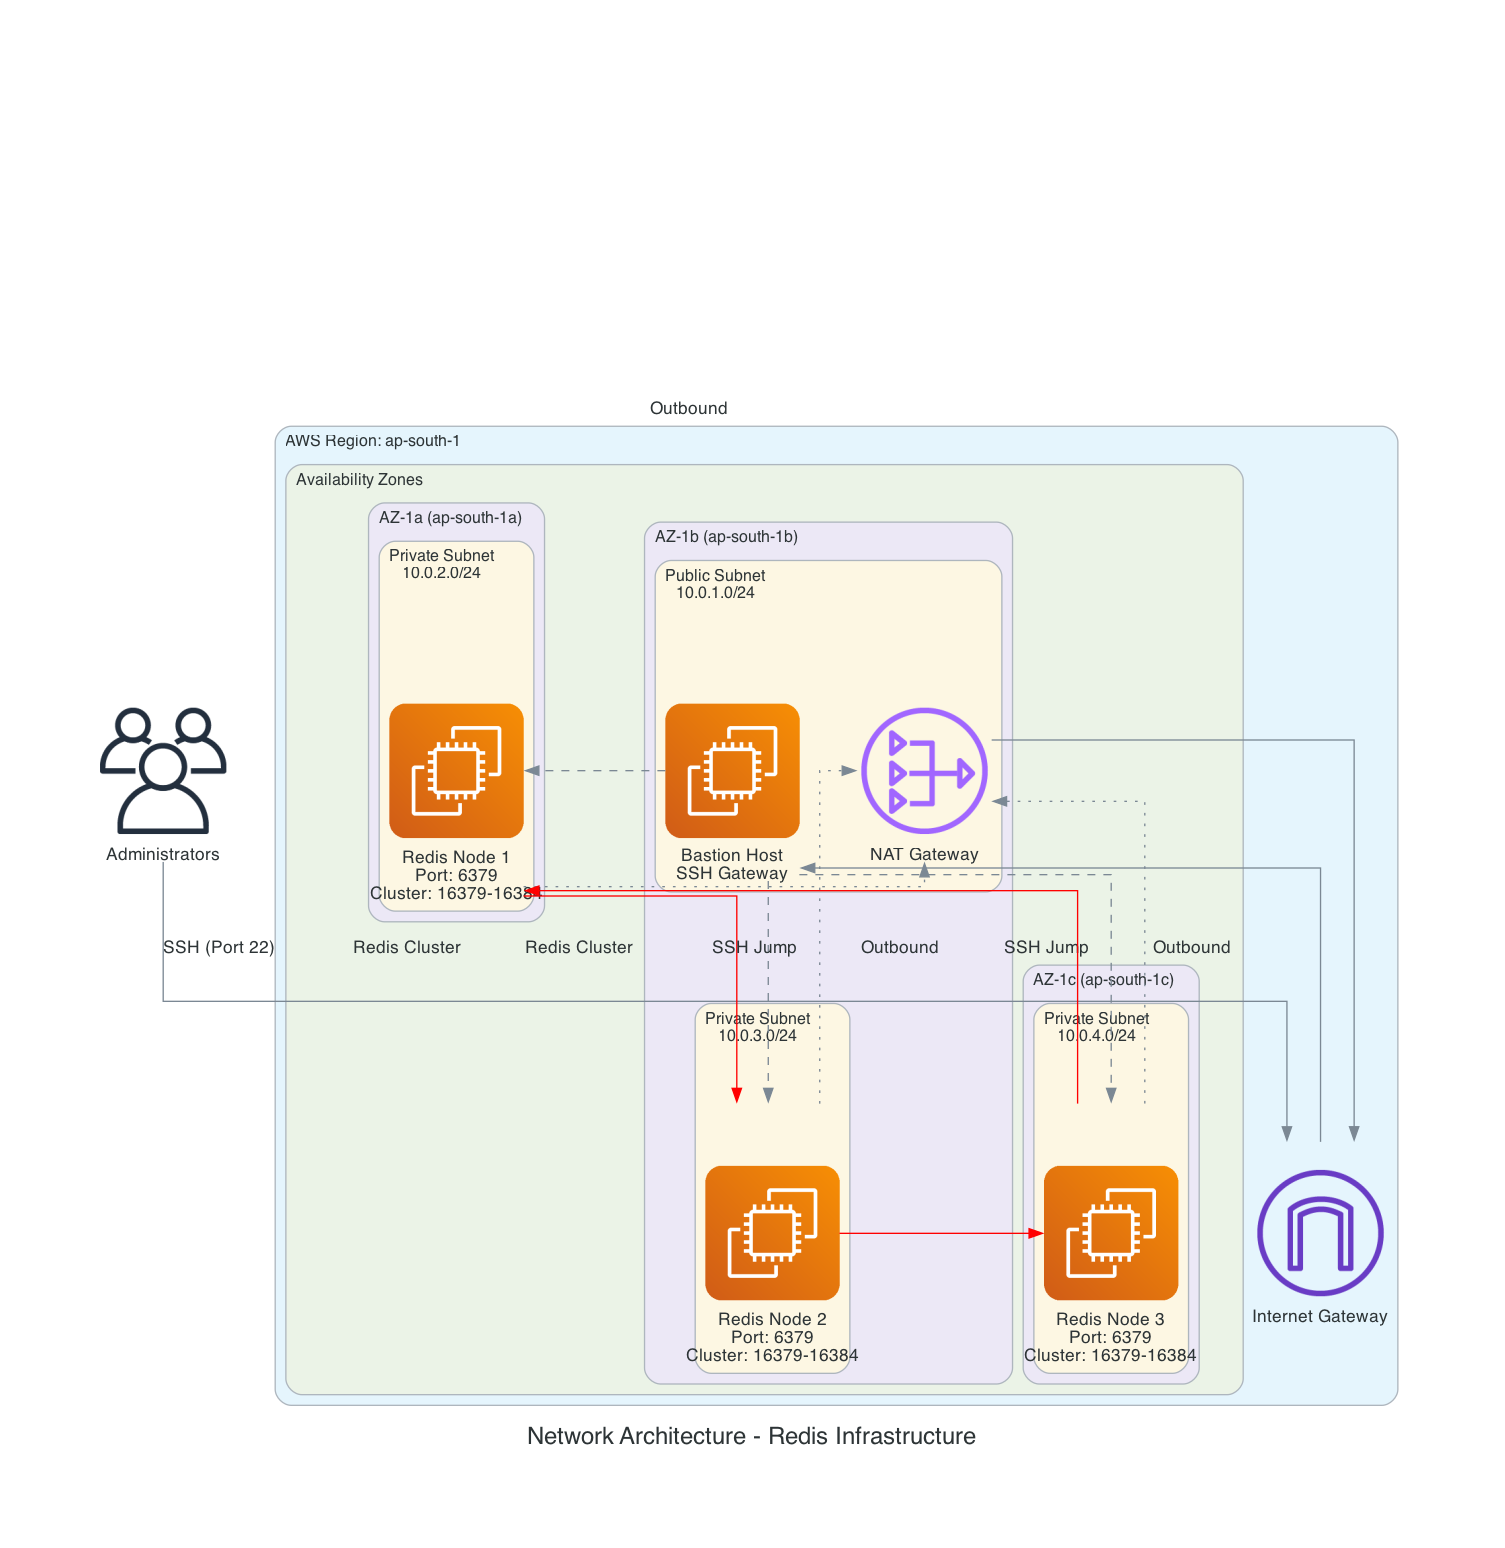 Outbound
AWS Region: ap-south-1
Availability Zones
AZ-1a (ap-south-1a)
Private Subnet
10.0.2.0/24
AZ-1b (ap-south-1b)
Public Subnet
10.0.1.0/24
Administrators
Redis Node 1
Port: 6379
Cluster: 16379-16384
Bastion Host
SSH Gateway
NAT Gateway
SSH (Port 22)
Redis Cluster
Redis Cluster
SSH Jump
Outbound
SSH Jump
Outbound
AZ-1c (ap-south-1c)
Private Subnet
10.0.3.0/24
Private Subnet
10.0.4.0/24
Redis Node 2
Port: 6379
Cluster: 16379-16384
Redis Node 3
Port: 6379
Cluster: 16379-16384
Internet Gateway
Network Architecture - Redis Infrastructure